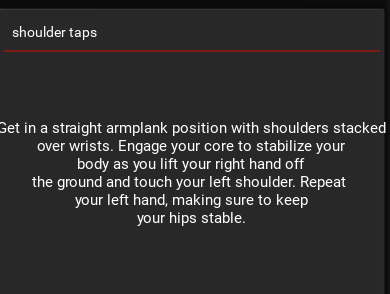 shoulder taps
Get in a straight armplank position with shoulders stacked
over wrists. Engage your core to stabilize your
body as you lift your right hand off
the ground and touch your left shoulder. Repeat
your left hand, making sure to keep
your hips stable.